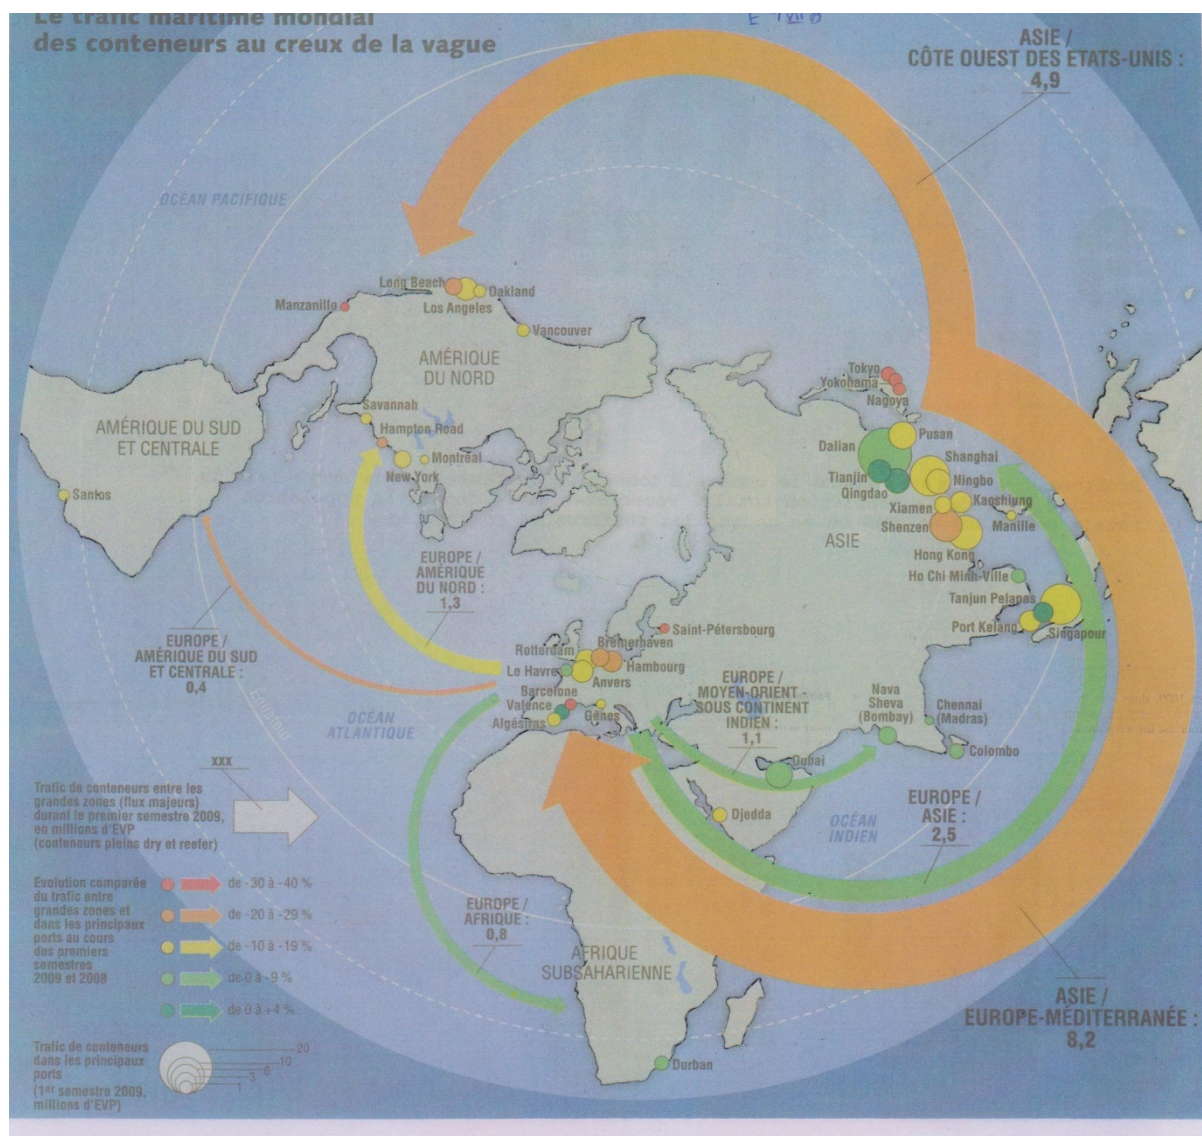 Le trafic maritime mondial
des conteneurs au creux de la vague
ASIE /
CÔTE OUEST DES ETATS-UNIS :
4,9
OCÉAN PACIFIQUE
Long Beach
Oakland
Manzanillo
Los Angeles
Vancouver
AMÉRIQUE
DU NORD
Tokyo
Yokohama
Nagoya
Savannah
Hampton Road
AMÉRIQUE DU SUD
ET CENTRALE
Pusan
Dalian
Shanghai
Montréal
New-York
Tianjin
Ningbo
Qingdao
Santos
Xiamen
Kaoshiung
Shenzen
Manille
ASIE
Hong Kong
EUROPE /
AMÉRIQUE
DU NORD :
1,3
Ho Chi Minh-Ville
Tanjun Pelapas
Port Kelang
Singapour
Saint-Pétersbourg
EUROPE /
AMÉRIQUE DU SUD
ET CENTRALE :
0,4
Bremerhaven
Rotterdam
Hambourg
Le Havre
Anvers
EUROPE /
MOYEN-ORIENT
SOUS CONTINENT
INDIEN :
1,1
Barcelone
Valence
Gênes
Algésiras
Nava
Sheva
(Bombay)
Chennai
(Madras)
Équateur
OCÉAN
ATLANTIQUE
Colombo
Dubai
Djedda
OCÉAN
INDIEN
EUROPE /
ASIE :
2,5
xxx
Trafic de conteneurs entre les
grandes zones (flux majeurs)
durant le premier semestre 2009,
en millions d'EVP
(conteneurs pleins dry et reefer)
Evolution comparée
du trafic entre
grandes zones et
dans les principaux
ports au cours
des premiers
semestres
2009 et 2008
de -30 à -40 %
de -20 à -29 %
de -10 à -19 %
de -0 à -9 %
de 0 à +4 %
EUROPE /
AFRIQUE :
0,8
AFRIQUE
SUBSAHARIENNE
ASIE /
EUROPE-MÉDITERRANÉE :
8,2
Durban
Trafic de conteneurs
dans les principaux
ports
(1er semestre 2009,
millions d'EVP)
20
10
6
3
1